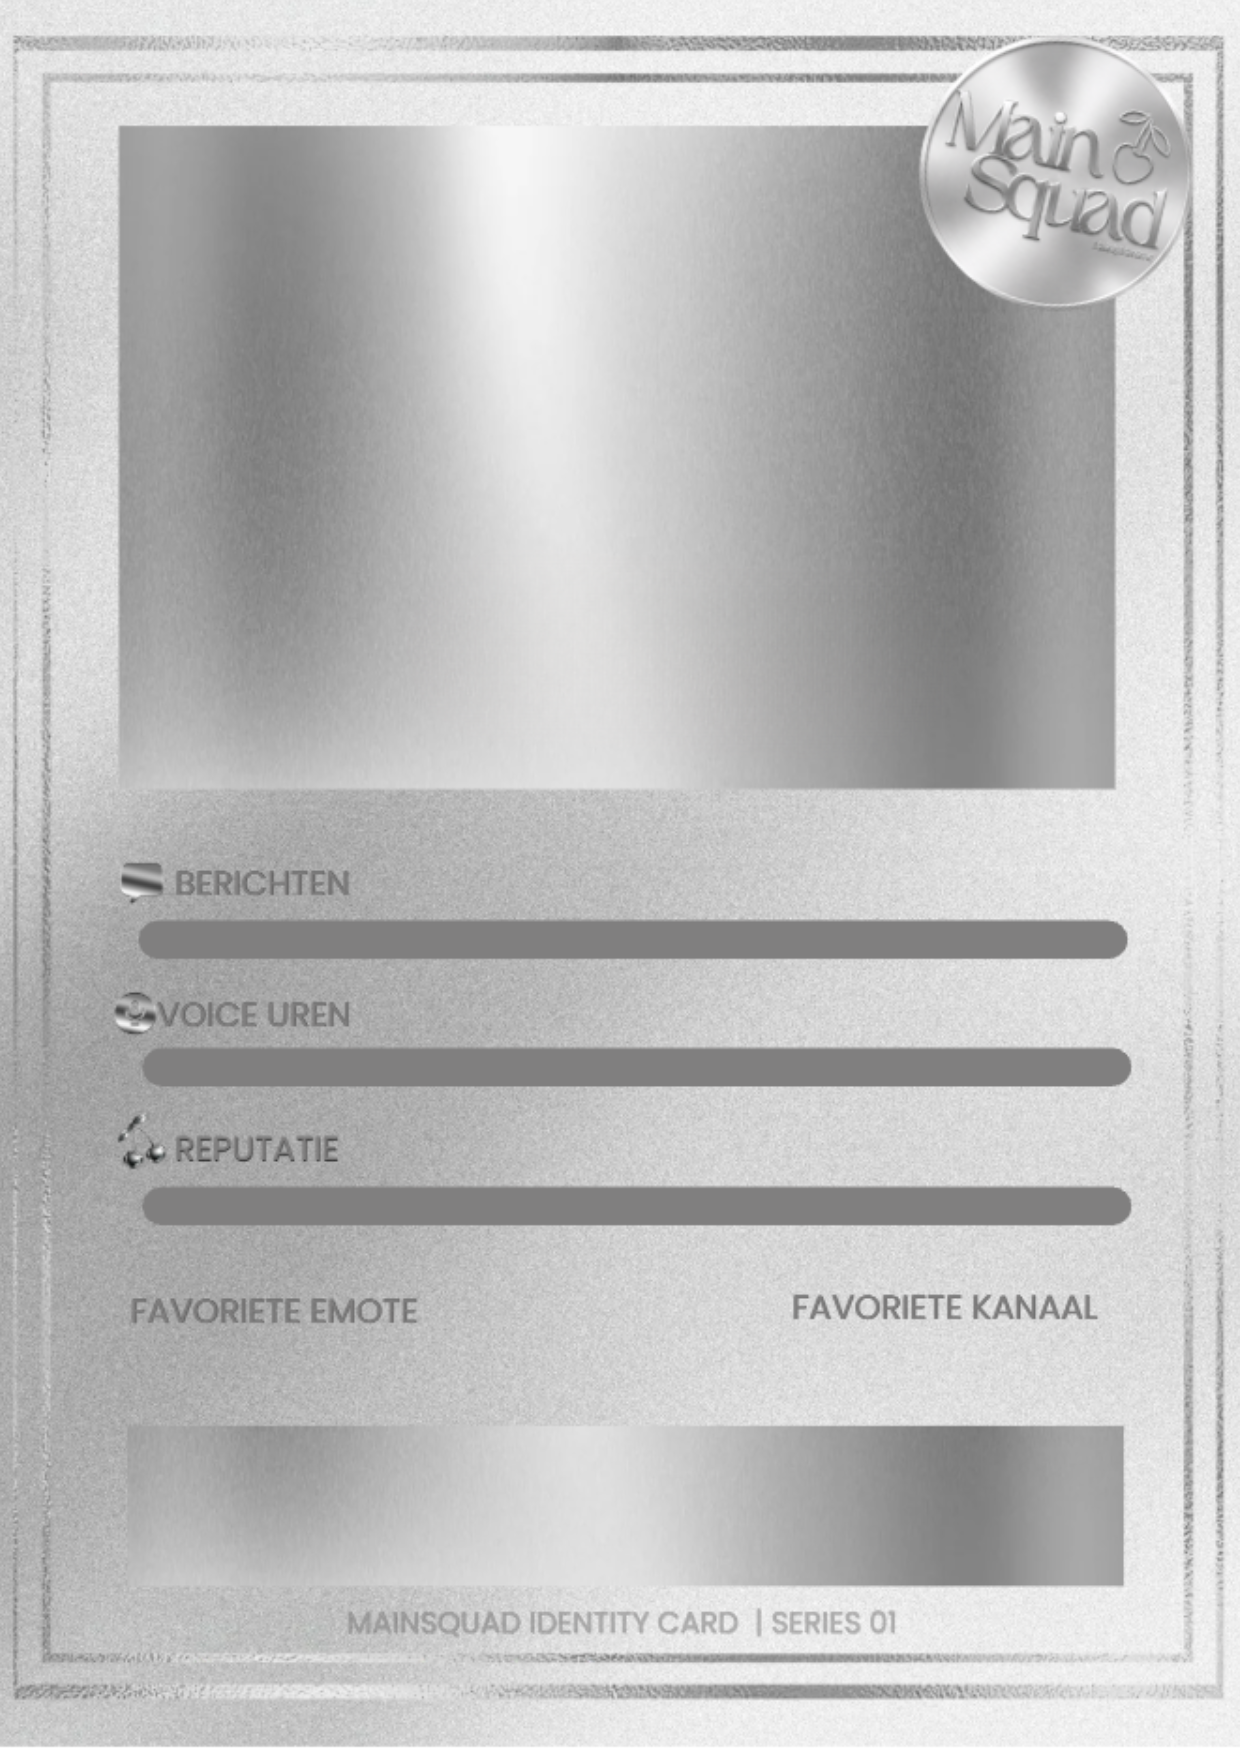 Main
Squad
BERICHTEN
VOICE UREN
REPUTATIE
FAVORIETE EMOTE
FAVORIETE KANAAL
MAINSQUAD IDENTITY CARD | SERIES 01